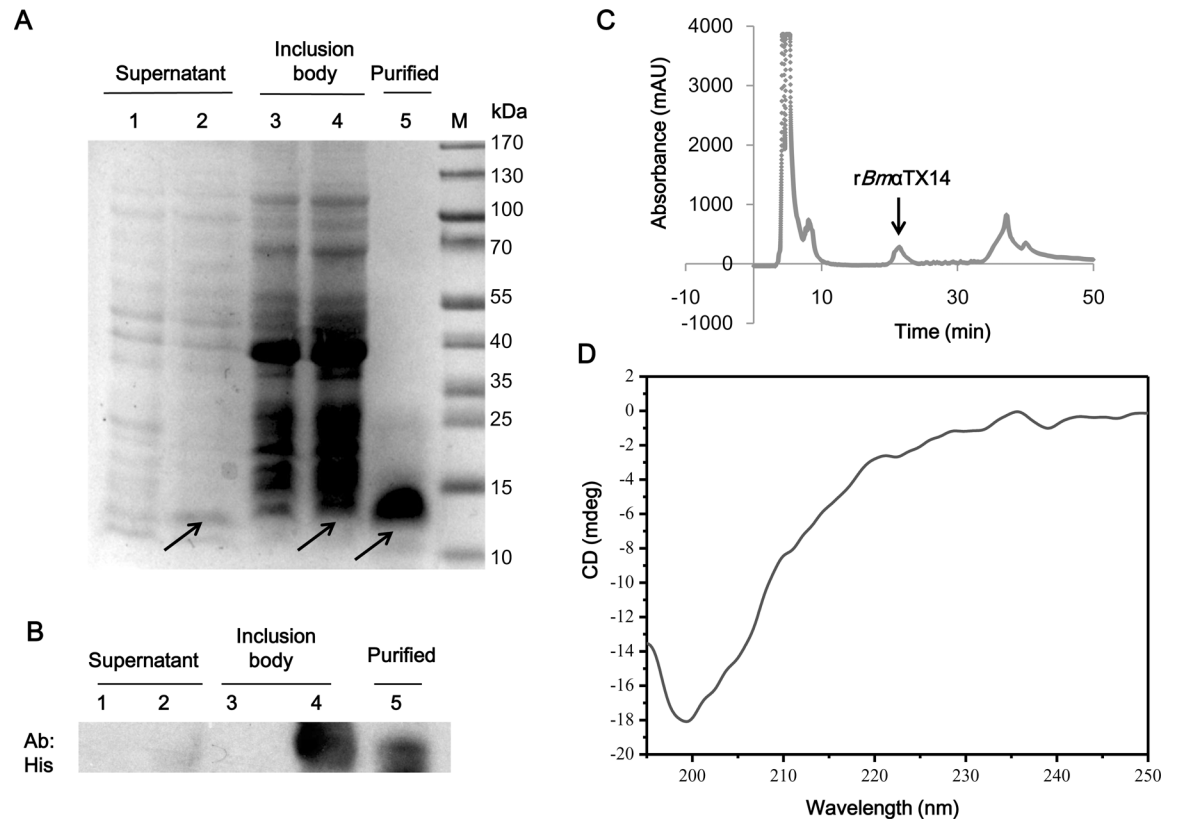 A
Supernatant
Inclusion
body
Purified
1 2 3 4 5 M kDa
170
130
100
70
55
40
35
25
15
10
B
Supernatant
Inclusion
body
Purified
1 2 3 4 5
Ab:
His
C
Absorbance (mAU)
4000
3000
2000
1000
0
-1000
-10 10 30 50
rBmαTX14
Time (min)
D
CD (mdeg)
2
0
-2
-4
-6
-8
-10
-12
-14
-16
-18
-20
200 210 220 230 240 250
Wavelength (nm)